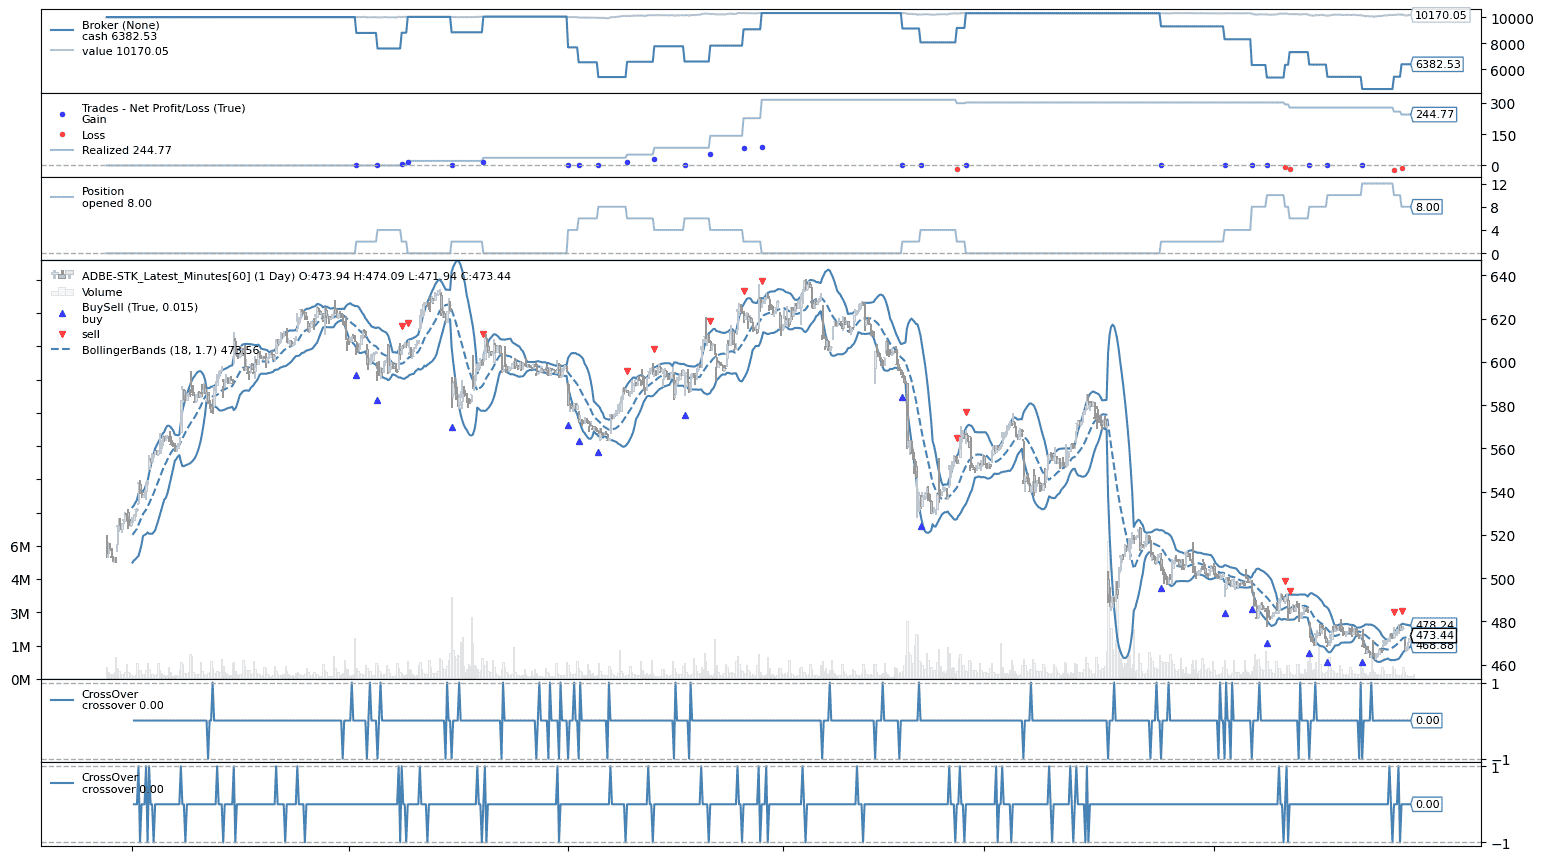 Broker (None)
cash 6382.53
value 10170.05
10170.05
10000
8000
6382.53
6000
Trades - Net Profit/Loss (True)
Gain
Loss
Realized 244.77
300
244.77
150
0
Position
opened 8.00
12
8.00
8
4
0
ADBE-STK_Latest_Minutes[60] (1 Day) O:473.94 H:474.09 L:471.94 C:473.44
Volume
BuySell (True, 0.015)
buy
sell
BollingerBands (18, 1.7) 473.56
640
620
600
580
560
540
520
500
480
478.24
473.44
468.88
460
6M
4M
3M
1M
0M
CrossOver
crossover 0.00
1
0.00
−1
CrossOver
crossover 0.00
1
0.00
−1